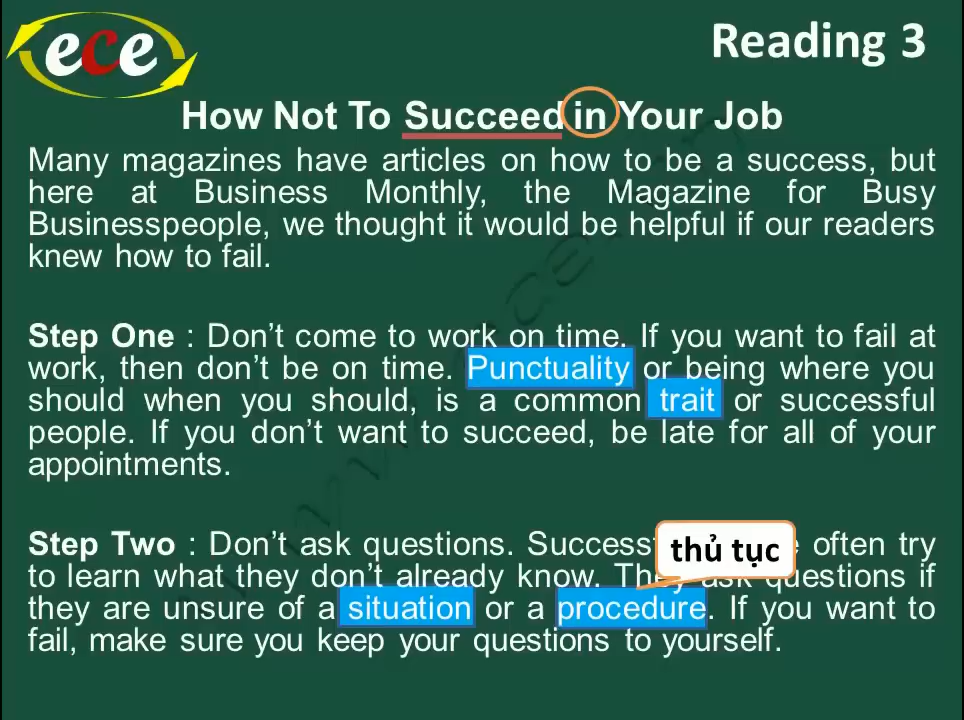 ece
Reading 3
How Not To Succeed in Your Job
Many magazines have articles on how to be a success, but
here at Business Monthly, the Magazine for Busy
Businesspeople, we thought it would be helpful if our readers
knew how to fail.
Step One : Don't come to work on time. If you want to fail at
work, then don't be on time. Punctuality or being where you
should when you should, is a common trait or successful
people. If you don't want to succeed, be late for all of your
appointments.
Step Two : Don't ask questions. often try
thủ tục
to learn what they don't already know. They ask questions if
they are unsure of a situation or a procedure. If you want to
fail, make sure you keep your questions to yourself.